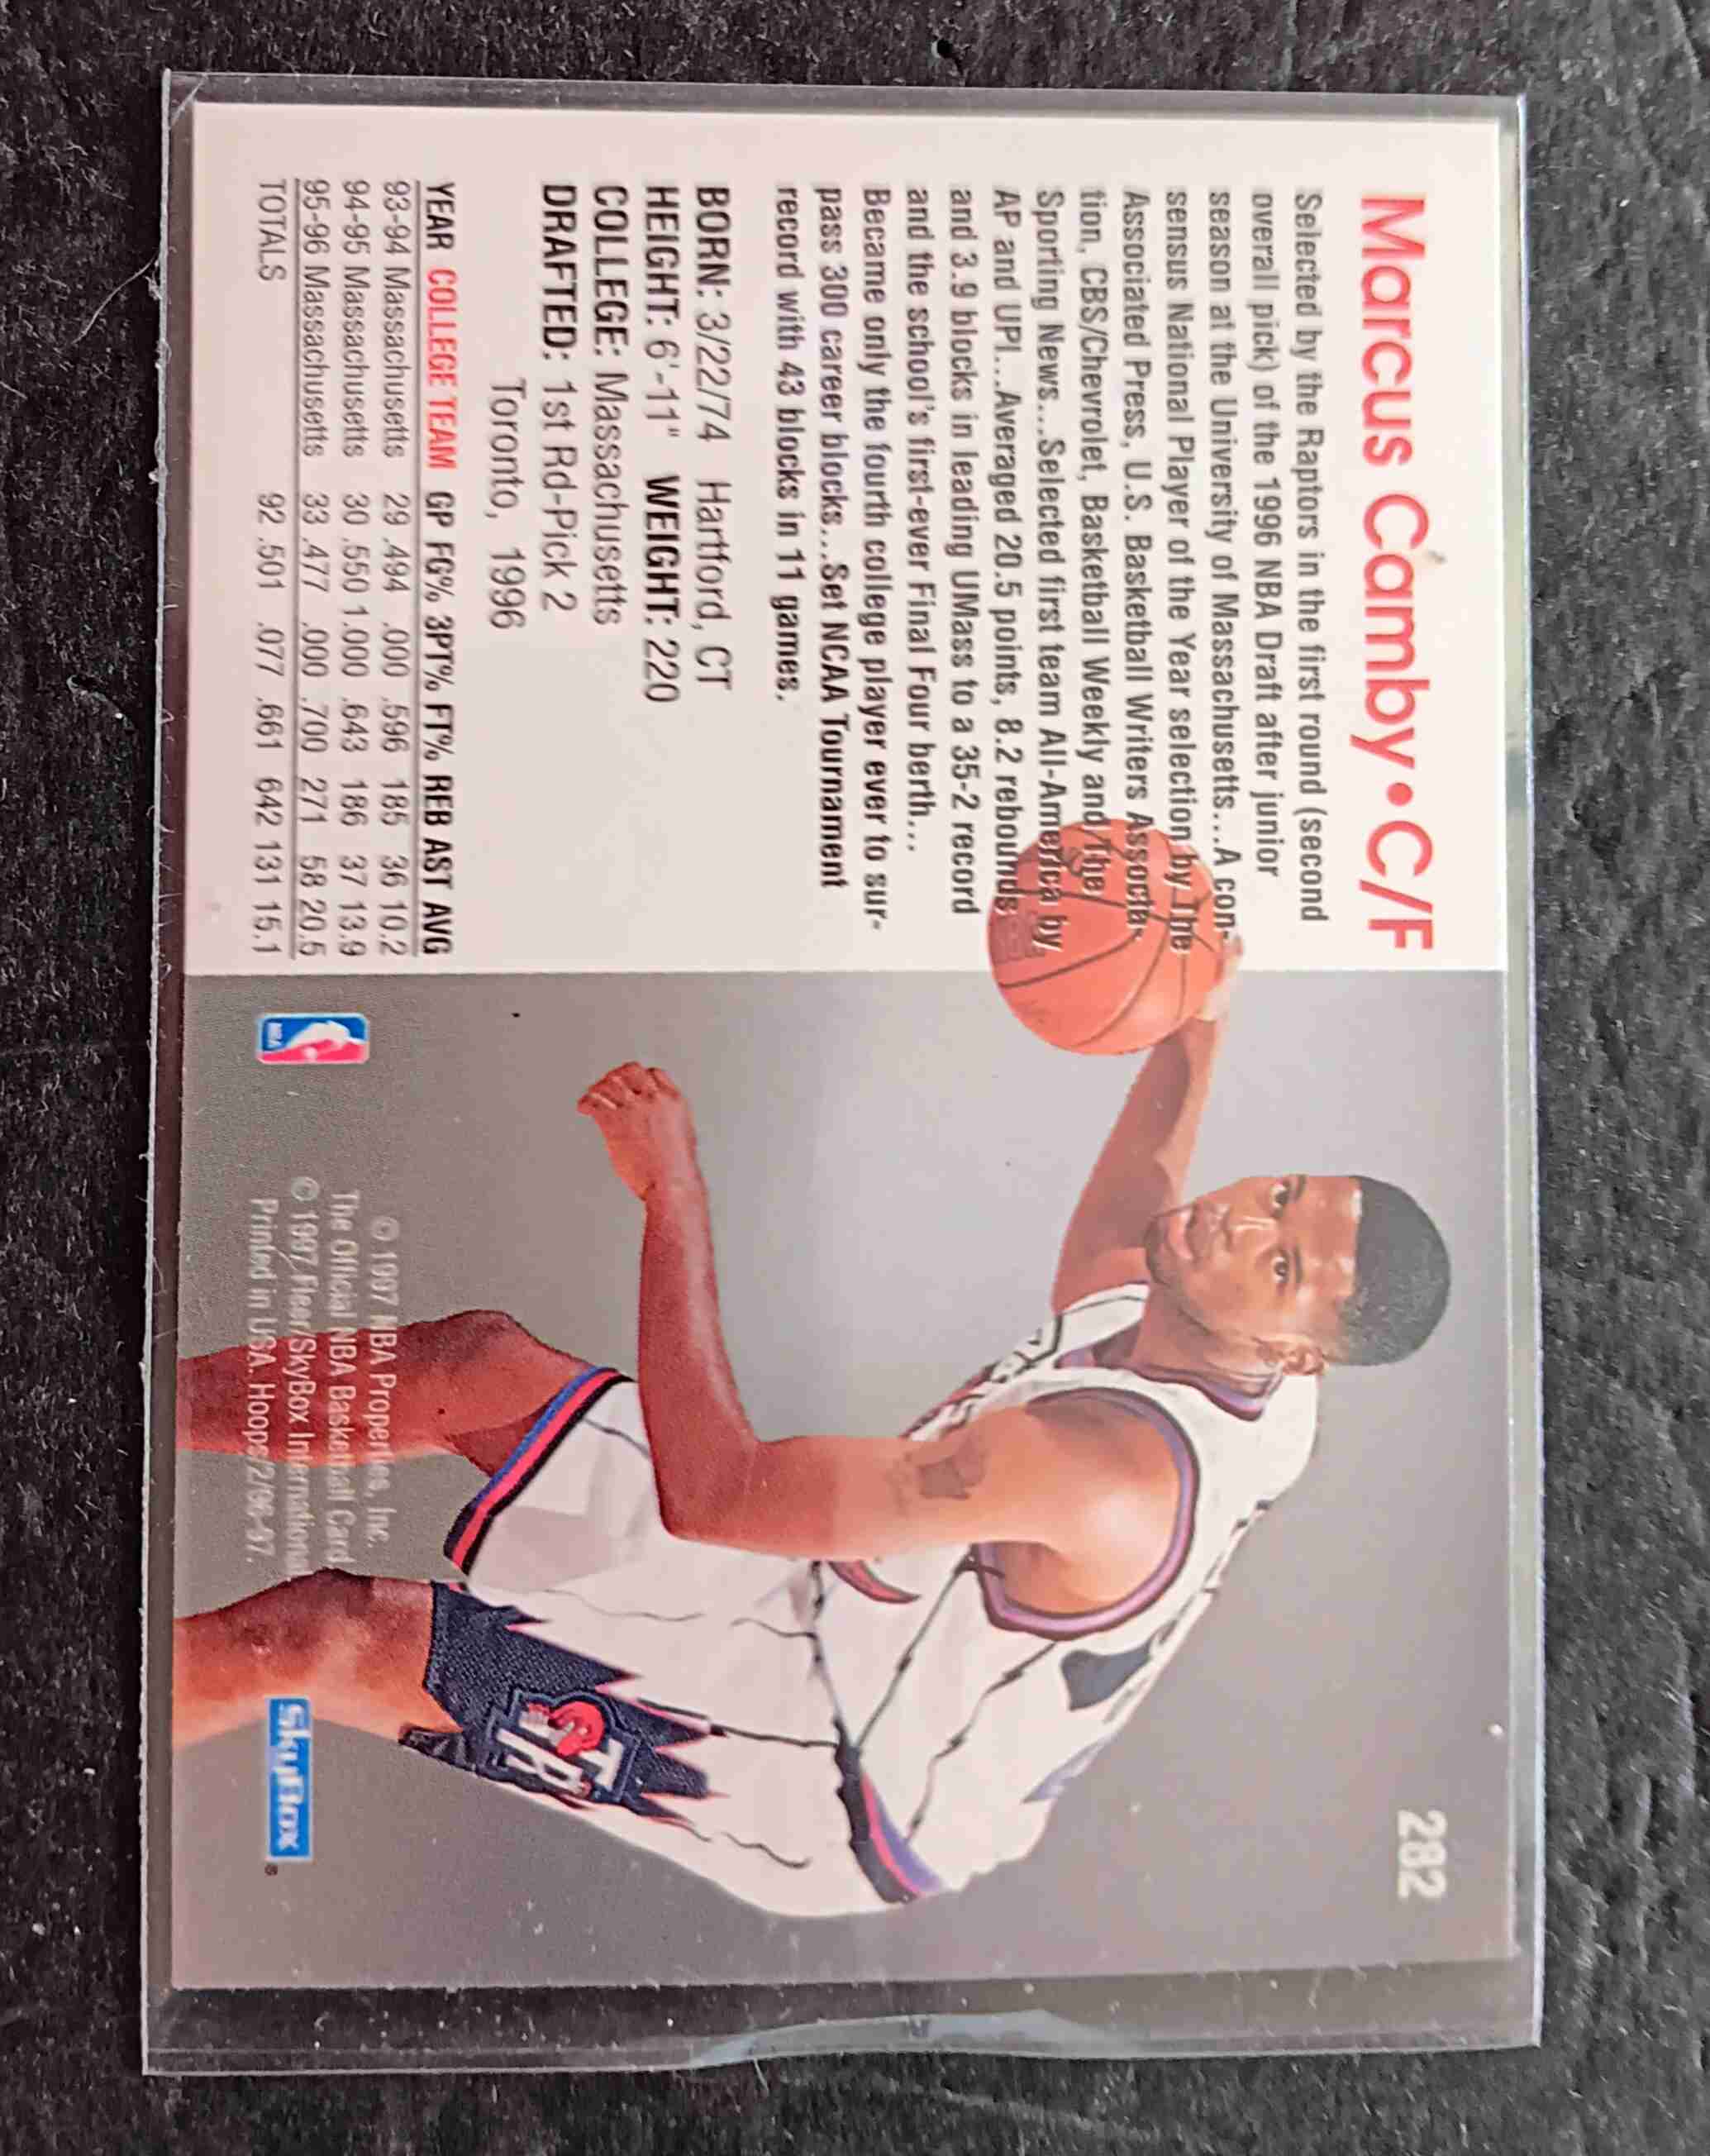 Marcus Camby • C/F
Selected by the Raptors in the first round (second
overall pick) of the 1996 NBA Draft after junior
season at the University of Massachusetts...A con-
sensus National Player of the Year selection by The
Associated Press, U.S. Basketball Writers Associa-
tion, CBS/Chevrolet, Basketball Weekly and The
Sporting News...Selected first team All-America by
AP and UPI...Averaged 20.5 points, 8.2 rebounds
and 3.9 blocks in leading UMass to a 35-2 record
and the school's first-ever Final Four berth...
Became only the fourth college player ever to sur-
pass 300 career blocks...Set NCAA Tournament
record with 43 blocks in 11 games.
BORN: 3/22/74 Hartford, CT
HEIGHT: 6'-11" WEIGHT: 220
COLLEGE: Massachusetts
DRAFTED: 1st Rd-Pick 2
Toronto, 1996
YEAR COLLEGE TEAM GP FG% 3PT% FT% REB AST AVG
93-94 Massachusetts 29 .494 .000 .596 185 36 10.2
94-95 Massachusetts 30 .550 1.000 .643 186 37 13.9
95-96 Massachusetts 33 .477 .000 .700 271 58 20.5
TOTALS 92 .501 .077 .661 642 131 15.1
282
NBA
© 1997 NBA Properties, Inc.
The Official NBA Basketball Card
© 1997 Fleer/SkyBox International
Printed in USA. Hoops/2/96-97.
TR
SkyBox ®